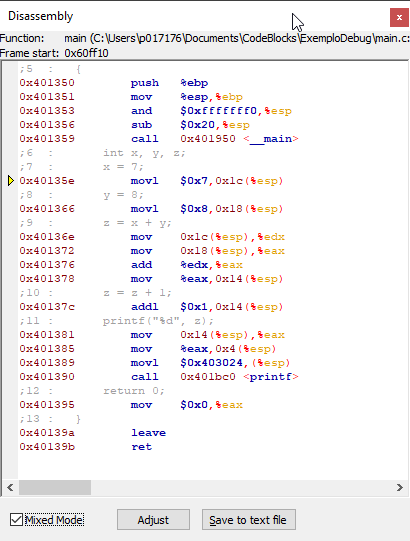 Disassembly
Function: main (C:\Users\p017176\Documents\CodeBlocks\ExemploDebug\main.c:
Frame start: 0x60ff10
;5 : {
0x401350 push %ebp
0x401351 mov %esp,%ebp
0x401353 and $0xfffffff0,%esp
0x401356 sub $0x20,%esp
0x401359 call 0x401950 <__main>
;6 : int x, y, z;
;7 : x = 7;
0x40135e movl $0x7,0x1c(%esp)
;8 : y = 8;
0x401366 movl $0x8,0x18(%esp)
;9 : z = x + y;
0x40136e mov 0x1c(%esp),%edx
0x401372 mov 0x18(%esp),%eax
0x401376 add %edx,%eax
0x401378 mov %eax,0x14(%esp)
;10 : z = z + 1;
0x40137c addl $0x1,0x14(%esp)
;11 : printf("%d", z);
0x401381 mov 0x14(%esp),%eax
0x401385 mov %eax,0x4(%esp)
0x401389 movl $0x403024,(%esp)
0x401390 call 0x401bc0 <printf>
;12 : return 0;
0x401395 mov $0x0,%eax
;13 : }
0x40139a leave
0x40139b ret
Mixed Mode
Adjust
Save to text file